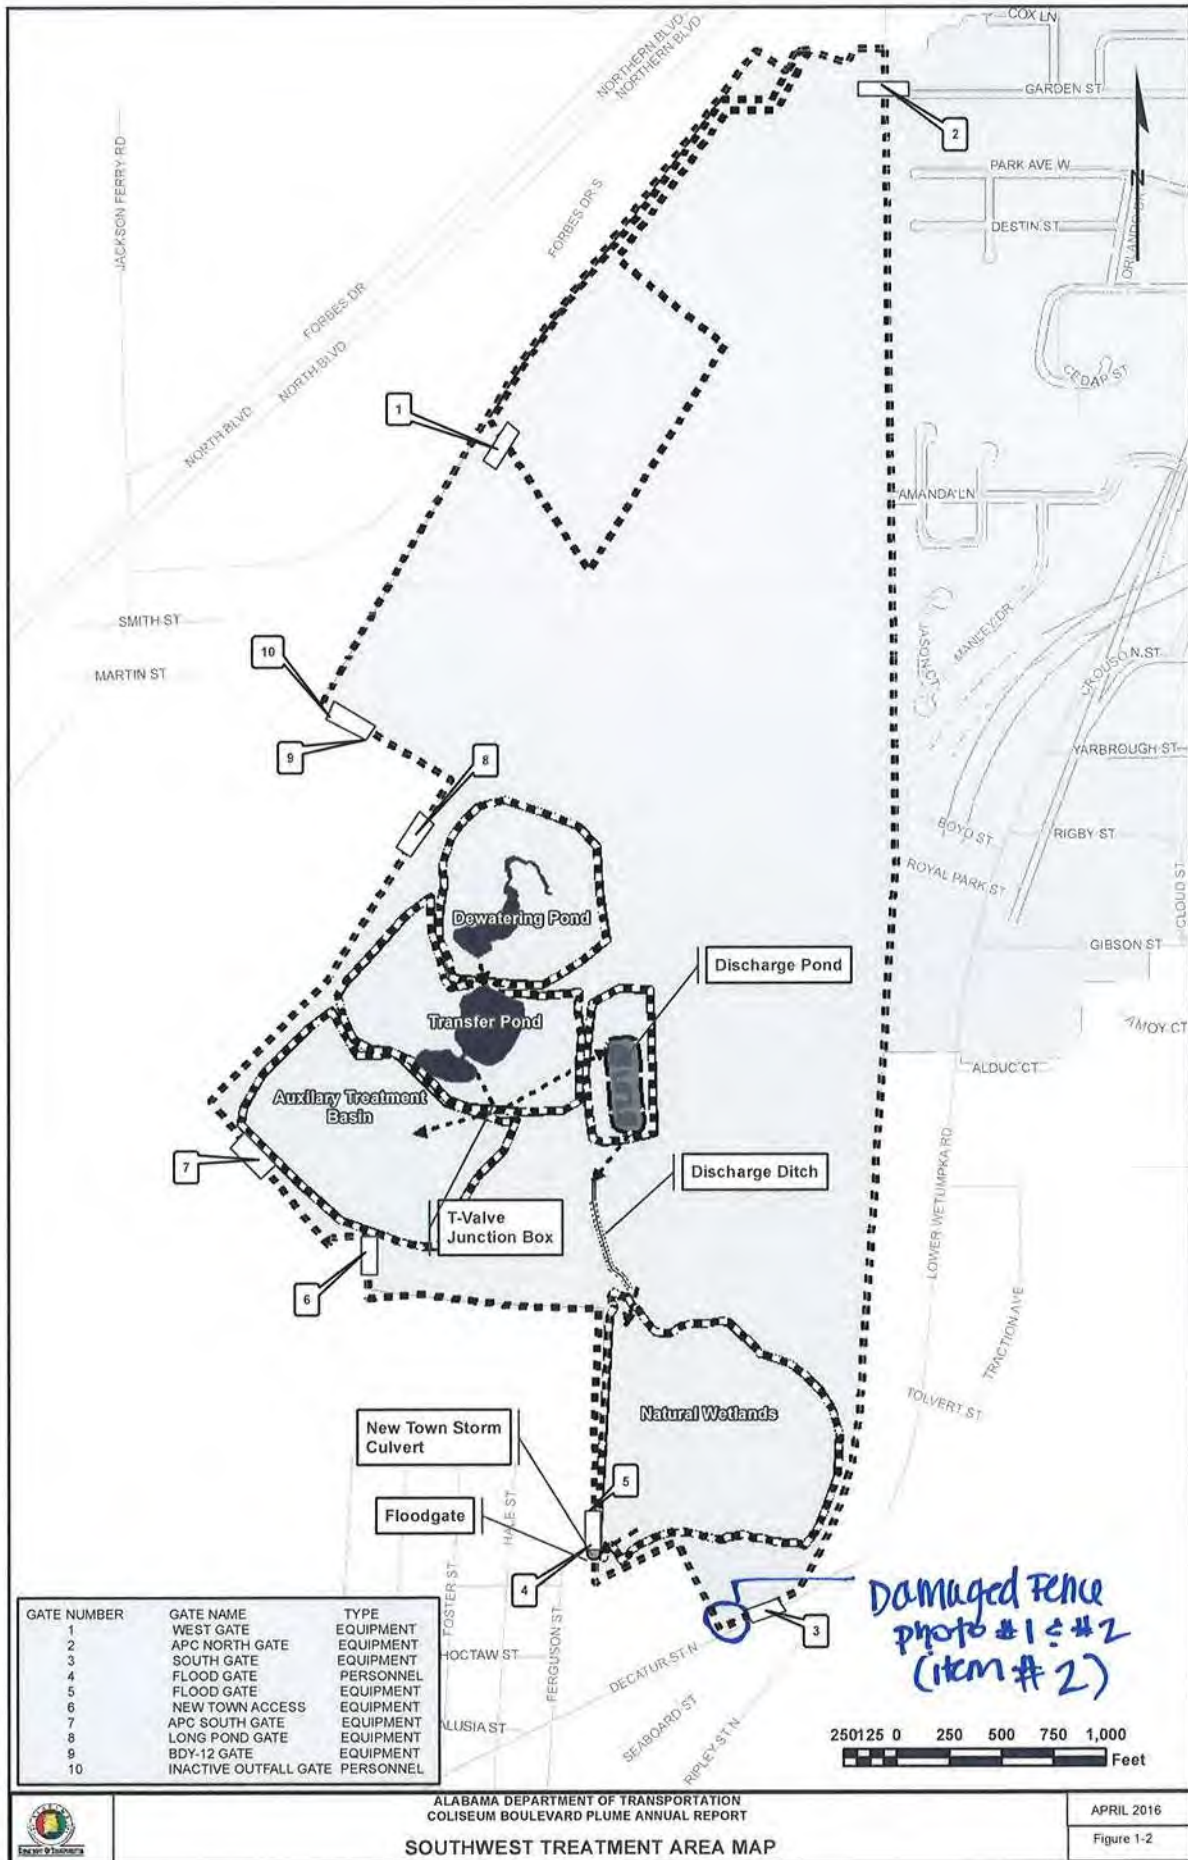 COX LN
NORTHERN BLVD
NORTHERN BLVD
GARDEN ST
2
JACKSON FERRY RD
PARK AVE W
N
FORBES DR S
DESTIN ST
FORBES DR
NORTH BLVD
NORTH BLVD
CEDAR ST
1
AMANDA LN
JASON CT
MANLEY DR
SMITH ST
10
MARTIN ST
9
8
YARBROUGH ST
BOYD ST
RIGBY ST
ROYAL PARK ST
CLOUD ST
Dewatering Pond
GIBSON ST
Discharge Pond
Transfer Pond
AMOY CT
ALDUC CT
Auxilary Treatment
Basin
7
Discharge Ditch
LOWER WETUMPKA RD
T-Valve
Junction Box
6
TRACTION AVE
TOLVERT ST
Natural Wetlands
New Town Storm
Culvert
5
HALE ST
Floodgate
4
FOSTER ST
FERGUSON ST
3
Damaged Fence
photo #1 & #2
(item # 2)
HOCTAW ST
DECATUR ST N
ALUSIA ST
SEABOARD ST
RIPLEY ST N
GATE NUMBER GATE NAME TYPE
1 WEST GATE EQUIPMENT
2 APC NORTH GATE EQUIPMENT
3 SOUTH GATE EQUIPMENT
4 FLOOD GATE PERSONNEL
5 FLOOD GATE EQUIPMENT
6 NEW TOWN ACCESS EQUIPMENT
7 APC SOUTH GATE EQUIPMENT
8 LONG POND GATE EQUIPMENT
9 BDY-12 GATE EQUIPMENT
10 INACTIVE OUTFALL GATE PERSONNEL
250 125 0 250 500 750 1,000
Feet
ALABAMA DEPARTMENT OF TRANSPORTATION
COLISEUM BOULEVARD PLUME ANNUAL REPORT
SOUTHWEST TREATMENT AREA MAP
APRIL 2016
Figure 1-2